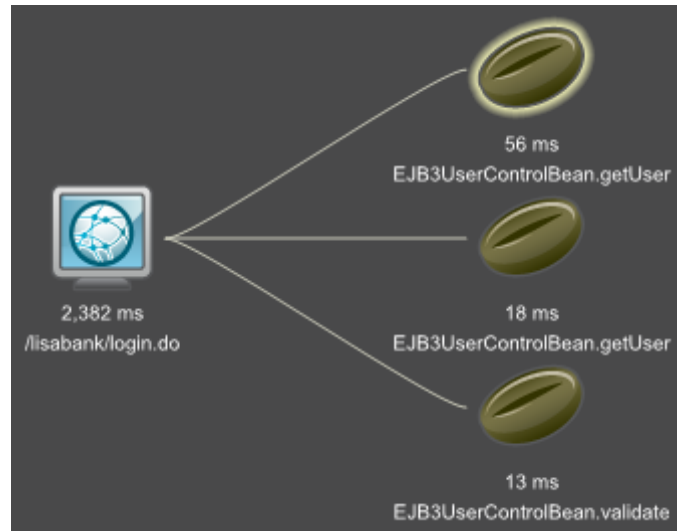 56 ms
EJB3UserControlBean.getUser
2,382 ms
/lisabank/login.do
18 ms
EJB3UserControlBean.getUser
13 ms
EJB3UserControlBean.validate